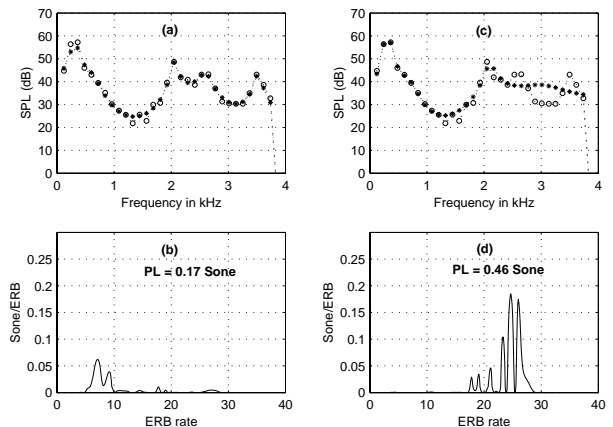 70
60
50
40
30
20
10
0
SPL (dB)
(a)
0 1 2 3 4
Frequency in kHz
70
60
50
40
30
20
10
0
SPL (dB)
(c)
0 1 2 3 4
Frequency in kHz
0.25
0.2
0.15
0.1
0.05
0
Sone/ERB
(b)
PL = 0.17 Sone
0 10 20 30 40
ERB rate
0.25
0.2
0.15
0.1
0.05
0
Sone/ERB
(d)
PL = 0.46 Sone
0 10 20 30 40
ERB rate